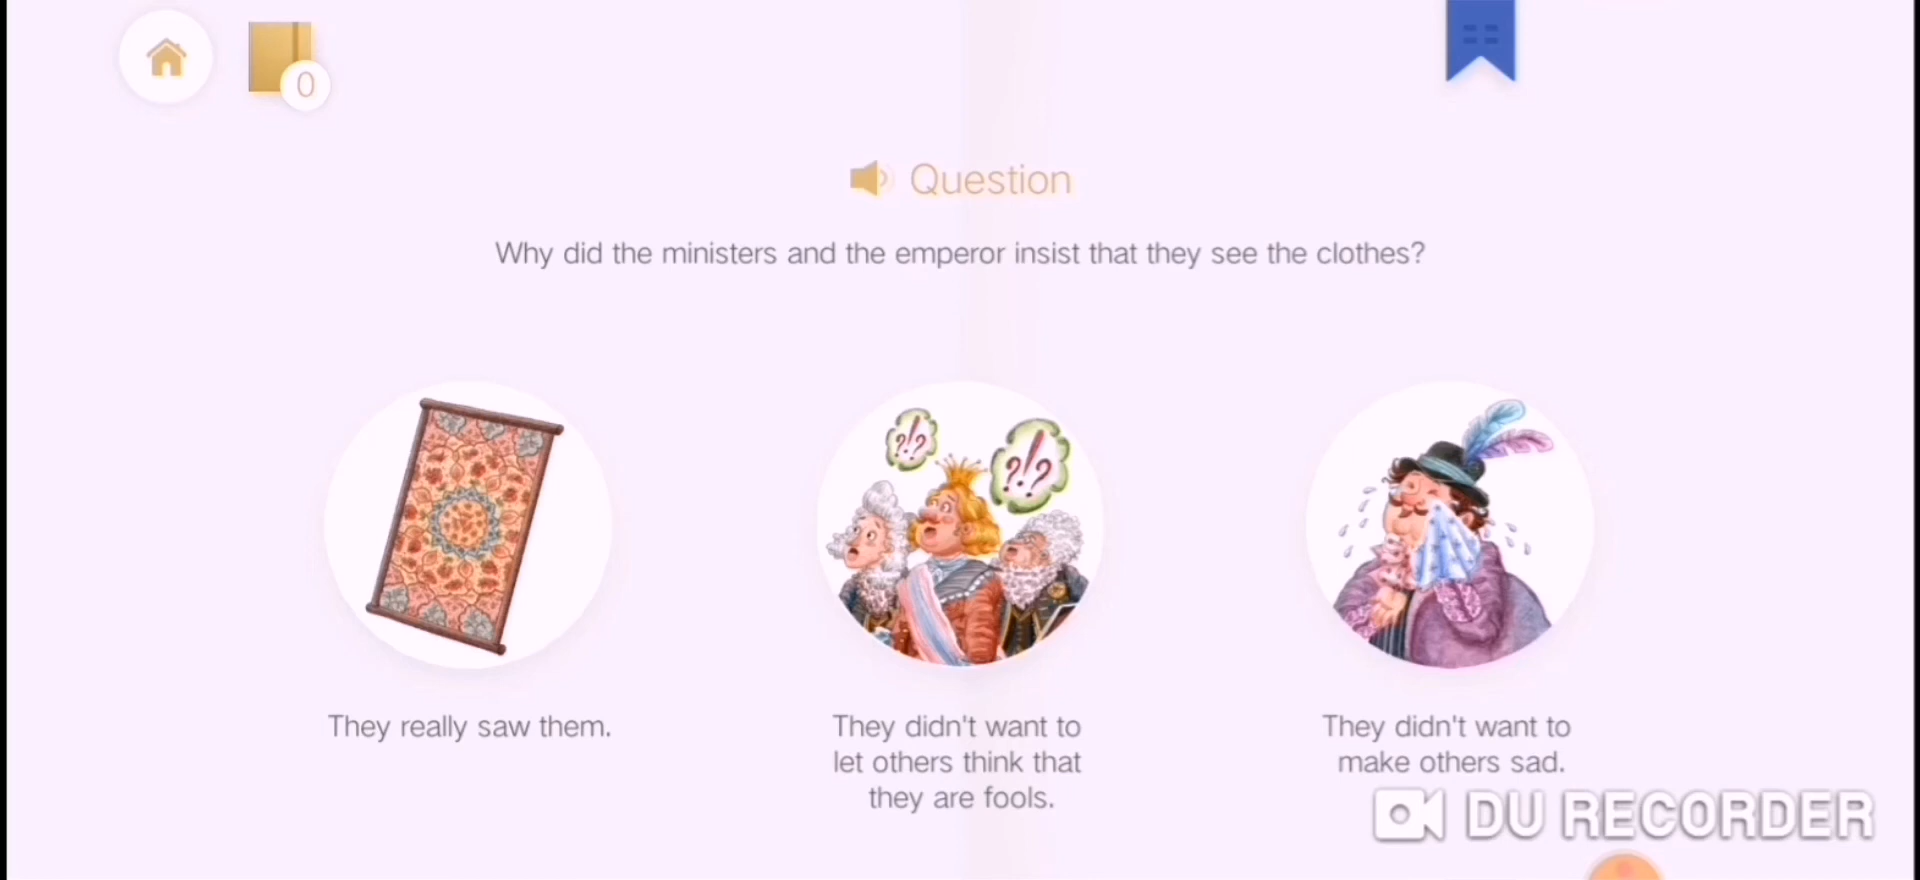 0
Question
Why did the ministers and the emperor insist that they see the clothes?
?!?
?!?
They really saw them.
They didn't want to
let others think that
they are fools.
They didn't want to
make others sad.
DU RECORDER